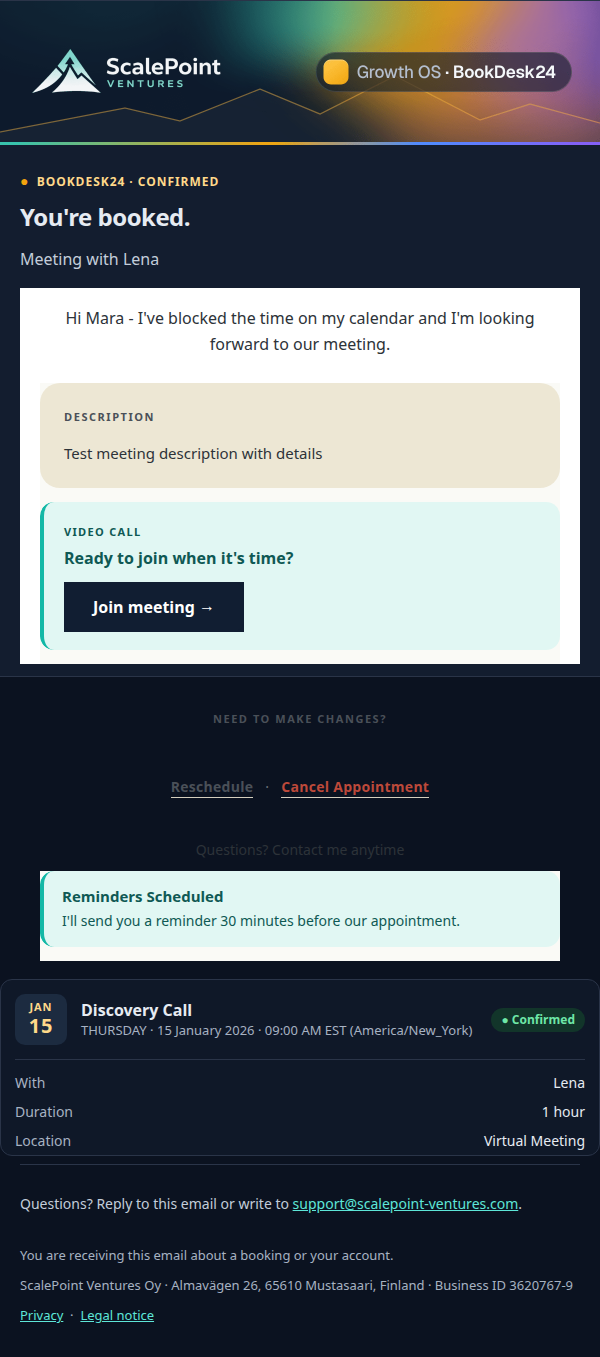 ScalePoint
VENTURES
Growth OS · BookDesk24
● BOOKDESK24 · CONFIRMED
You're booked.
Meeting with Lena
Hi Mara - I've blocked the time on my calendar and I'm looking
forward to our meeting.
DESCRIPTION
Test meeting description with details
VIDEO CALL
Ready to join when it's time?
Join meeting →
NEED TO MAKE CHANGES?
Reschedule · Cancel Appointment
Questions? Contact me anytime
Reminders Scheduled
I'll send you a reminder 30 minutes before our appointment.
JAN
15
Discovery Call
THURSDAY · 15 January 2026 · 09:00 AM EST (America/New_York)
● Confirmed
With Lena
Duration 1 hour
Location Virtual Meeting
Questions? Reply to this email or write to support@scalepoint-ventures.com.
You are receiving this email about a booking or your account.
ScalePoint Ventures Oy · Almavägen 26, 65610 Mustasaari, Finland · Business ID 3620767-9
Privacy · Legal notice